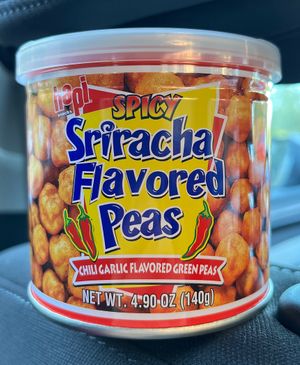 hapi
SPICY
Sriracha
Flavored
Peas
CHILI GARLIC FLAVORED GREEN PEAS
NET WT. 4.90 OZ (140g)